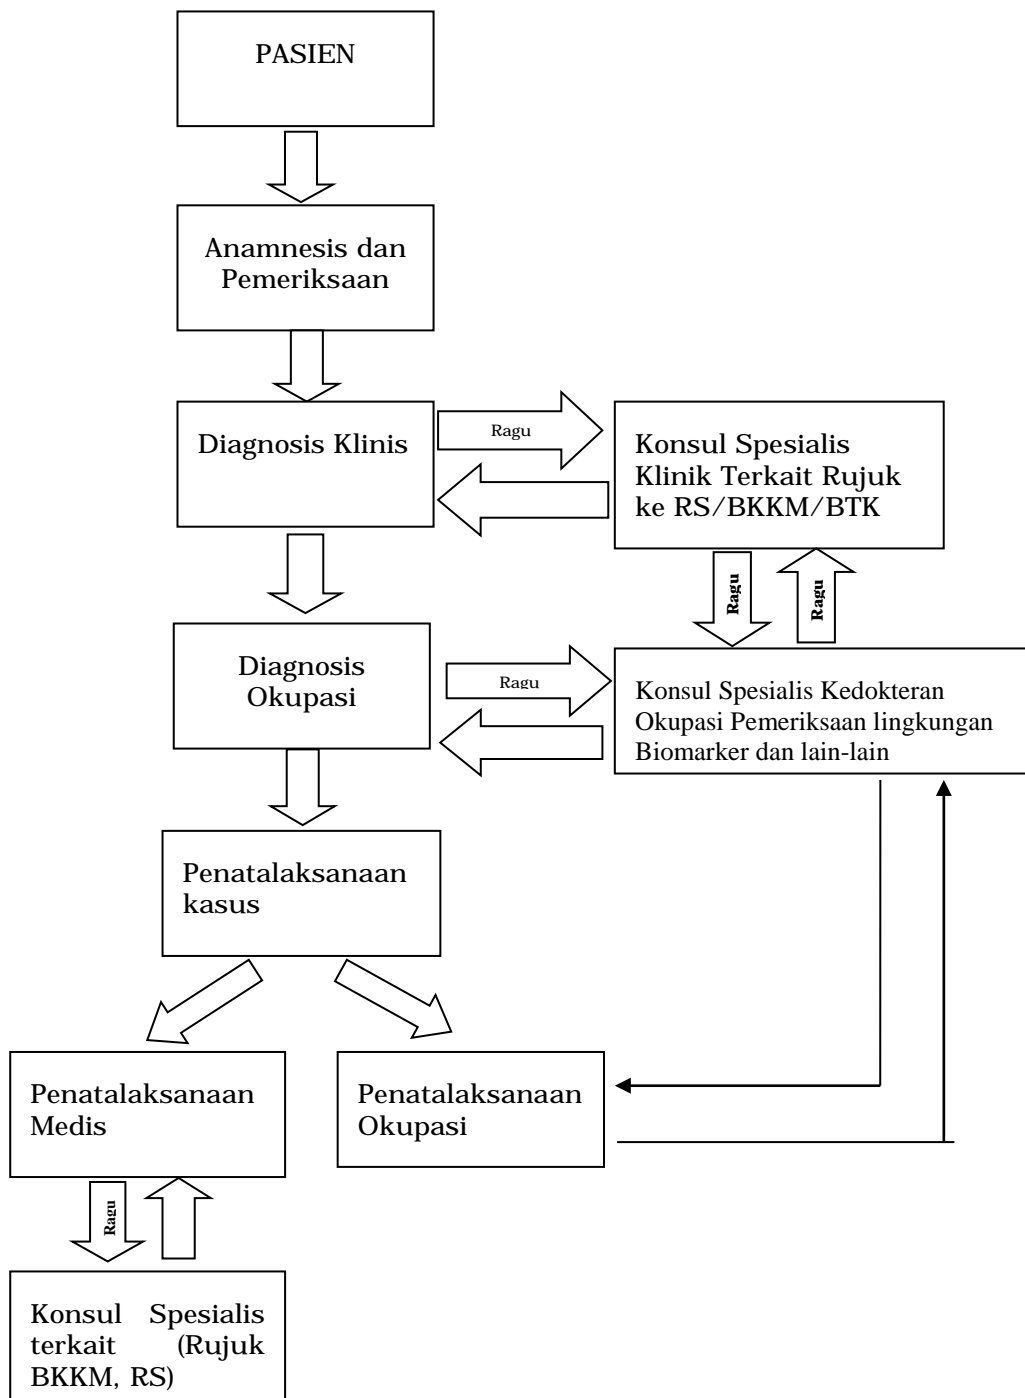 PASIEN
Anamnesis dan
Pemeriksaan
Diagnosis Klinis
Ragu
Konsul Spesialis
Klinik Terkait Rujuk
ke RS/BKKM/BTK
Ragu
Ragu
Diagnosis
Okupasi
Ragu
Konsul Spesialis Kedokteran
Okupasi Pemeriksaan lingkungan
Biomarker dan lain-lain
Penatalaksanaan
kasus
Penatalaksanaan
Medis
Penatalaksanaan
Okupasi
Ragu
Konsul Spesialis
terkait (Rujuk
BKKM, RS)